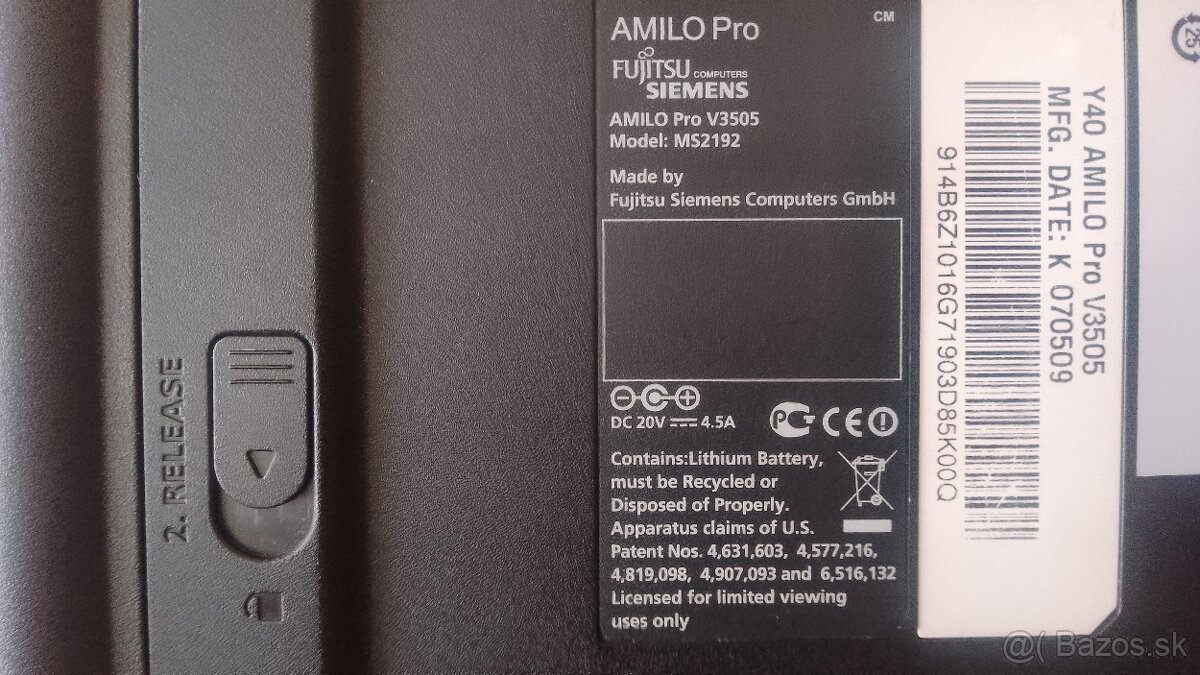 2. RELEASE
AMILO Pro
CM
FUJITSU COMPUTERS
SIEMENS
AMILO Pro V3505
Model: MS2192
Made by
Fujitsu Siemens Computers GmbH
DC 20V 4.5A
Contains:Lithium Battery,
must be Recycled or
Disposed of Properly.
Apparatus claims of U.S.
Patent Nos. 4,631,603, 4,577,216,
4,819,098, 4,907,093 and 6,516,132
Licensed for limited viewing
uses only
Y40 AMILO Pro V3505
MFG. DATE: K 070509
914B6Z1016G71903D85K00Q
25
@( Bazos.sk